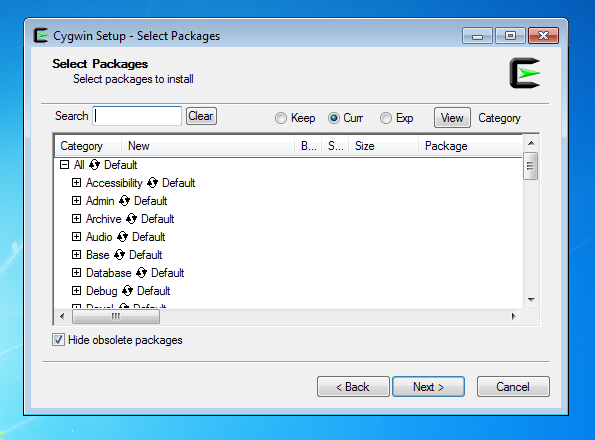 Cygwin Setup - Select Packages
Select Packages
Select packages to install
Search Clear Keep Curr Exp View Category
Category New B... S... Size Package
All Default
Accessibility Default
Admin Default
Archive Default
Audio Default
Base Default
Database Default
Debug Default
Devel Default
Hide obsolete packages
< Back Next > Cancel